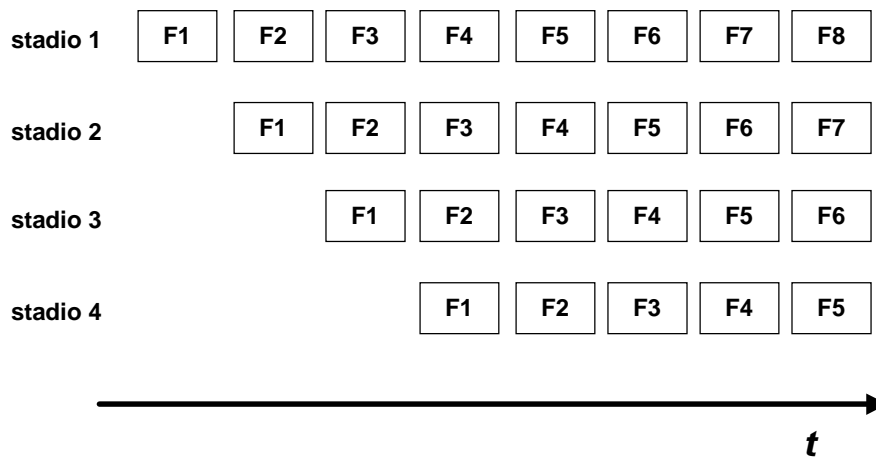 stadio 1 F1 F2 F3 F4 F5 F6 F7 F8
stadio 2 F1 F2 F3 F4 F5 F6 F7
stadio 3 F1 F2 F3 F4 F5 F6
stadio 4 F1 F2 F3 F4 F5
t